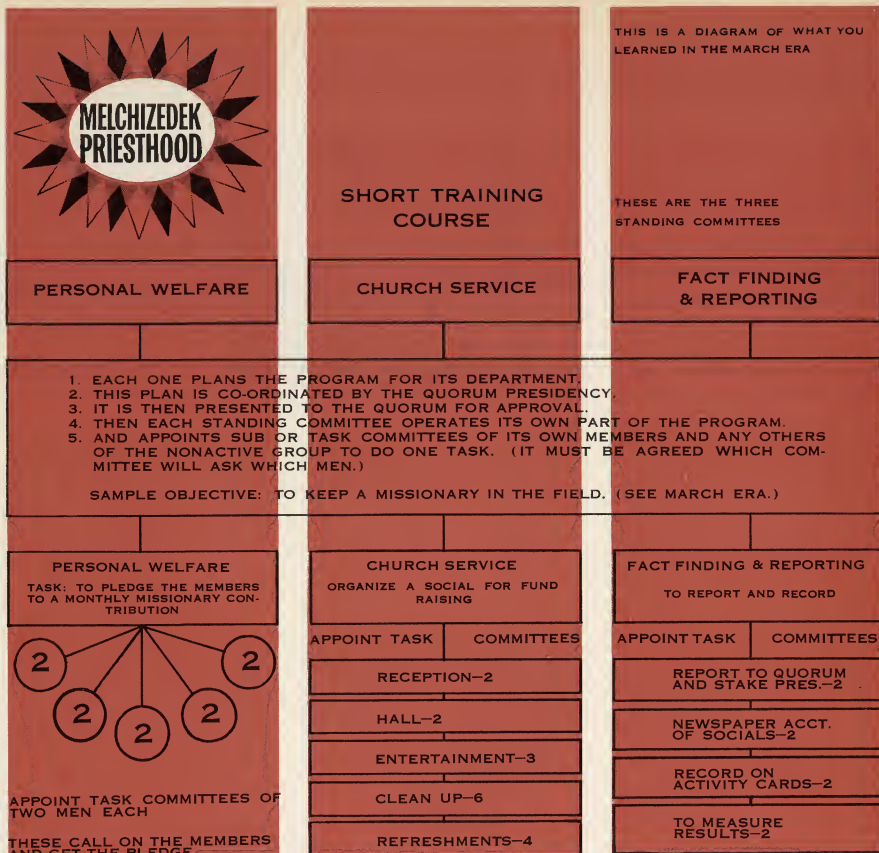 MELCHIZEDEK
PRIESTHOOD
SHORT TRAINING
COURSE
THIS IS A DIAGRAM OF WHAT YOU
LEARNED IN THE MARCH ERA
THESE ARE THE THREE
STANDING COMMITTEES
PERSONAL WELFARE
CHURCH SERVICE
FACT FINDING
& REPORTING
1. EACH ONE PLANS THE PROGRAM FOR ITS DEPARTMENT.
2. THIS PLAN IS CO-ORDINATED BY THE QUORUM PRESIDENCY.
3. IT IS THEN PRESENTED TO THE QUORUM FOR APPROVAL.
4. THEN EACH STANDING COMMITTEE OPERATES ITS OWN PART OF THE PROGRAM.
5. AND APPOINTS SUB OR TASK COMMITTEES OF ITS OWN MEMBERS AND ANY OTHERS
OF THE NONACTIVE GROUP TO DO ONE TASK. (IT MUST BE AGREED WHICH COM-
MITTEE WILL ASK WHICH MEN.)
SAMPLE OBJECTIVE: TO KEEP A MISSIONARY IN THE FIELD. (SEE MARCH ERA.)
PERSONAL WELFARE
TASK: TO PLEDGE THE MEMBERS
TO A MONTHLY MISSIONARY CON-
TRIBUTION
2
2
2
2
2
APPOINT TASK COMMITTEES OF
TWO MEN EACH
THESE CALL ON THE MEMBERS
AND GET THE PLEDGE
CHURCH SERVICE
ORGANIZE A SOCIAL FOR FUND
RAISING
APPOINT TASK COMMITTEES
RECEPTION—2
HALL—2
ENTERTAINMENT—3
CLEAN UP—6
REFRESHMENTS—4
FACT FINDING & REPORTING
TO REPORT AND RECORD
APPOINT TASK COMMITTEES
REPORT TO QUORUM
AND STAKE PRES.—2
NEWSPAPER ACCT.
OF SOCIALS—2
RECORD ON
ACTIVITY CARDS—2
TO MEASURE
RESULTS—2